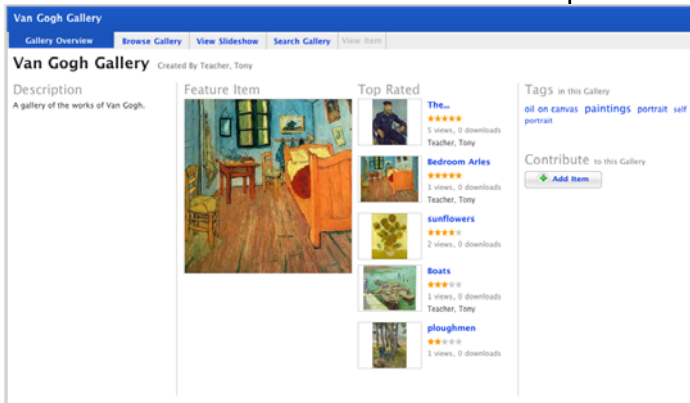 Van Gogh Gallery
Gallery Overview Browse Gallery View Slideshow Search Gallery View Item
Van Gogh Gallery Created By Teacher, Tony
Description
A gallery of the works of Van Gogh.
Feature Item
Top Rated
The...
5 views, 0 downloads
Teacher, Tony
Bedroom Arles
1 views, 0 downloads
Teacher, Tony
sunflowers
2 views, 0 downloads
Boats
1 views, 0 downloads
Teacher, Tony
ploughmen
1 views, 0 downloads
Tags in this Gallery
oil on canvas paintings portrait self
portrait
Contribute to this Gallery
Add Item